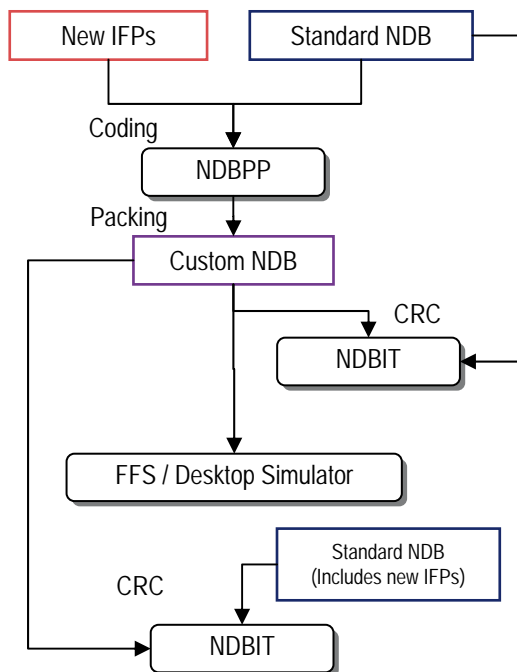 New IFPs
Standard NDB
Coding
NDBPP
Packing
Custom NDB
CRC
NDBIT
FFS / Desktop Simulator
Standard NDB
(Includes new IFPs)
CRC
NDBIT